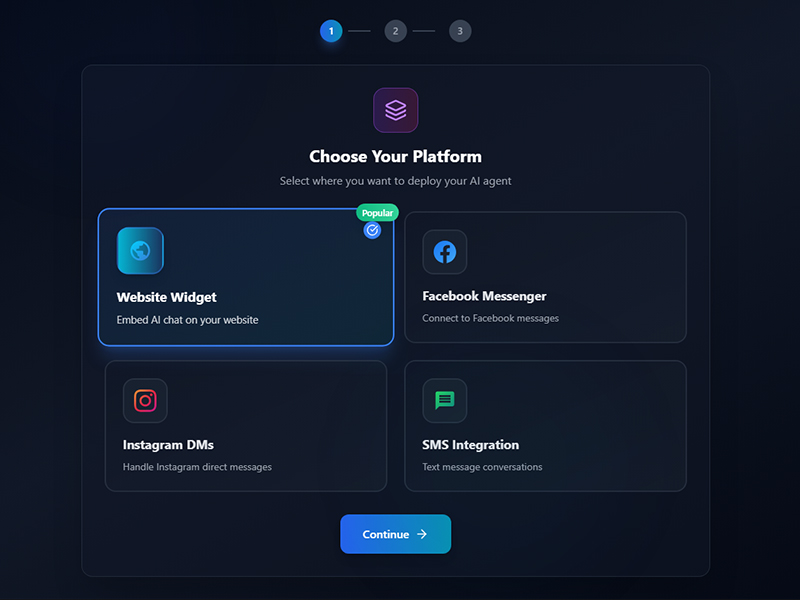 1 2 3
Choose Your Platform
Select where you want to deploy your AI agent
Popular
Website Widget
Embed AI chat on your website
Facebook Messenger
Connect to Facebook messages
Instagram DMs
Handle Instagram direct messages
SMS Integration
Text message conversations
Continue